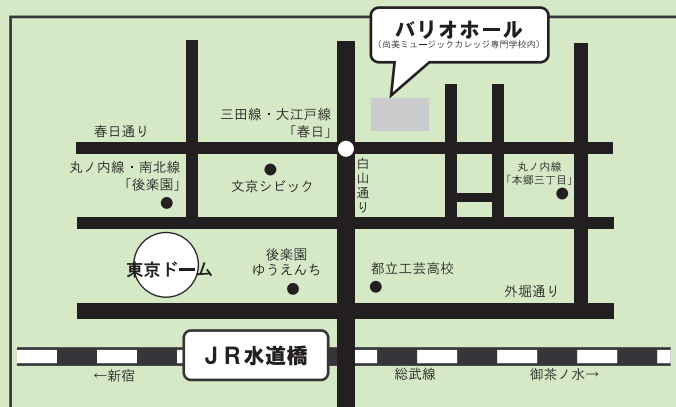 バリオホール
（尚美ミュージックカレッジ専門学校内）
三田線・大江戸線
「春日」
春日通り
丸ノ内線・南北線
「後楽園」
文京シビック
白山通り
丸ノ内線
「本郷三丁目」
東京ドーム
後楽園
ゆうえんち
都立工芸高校
外堀通り
ＪＲ水道橋
←新宿
総武線
御茶ノ水→